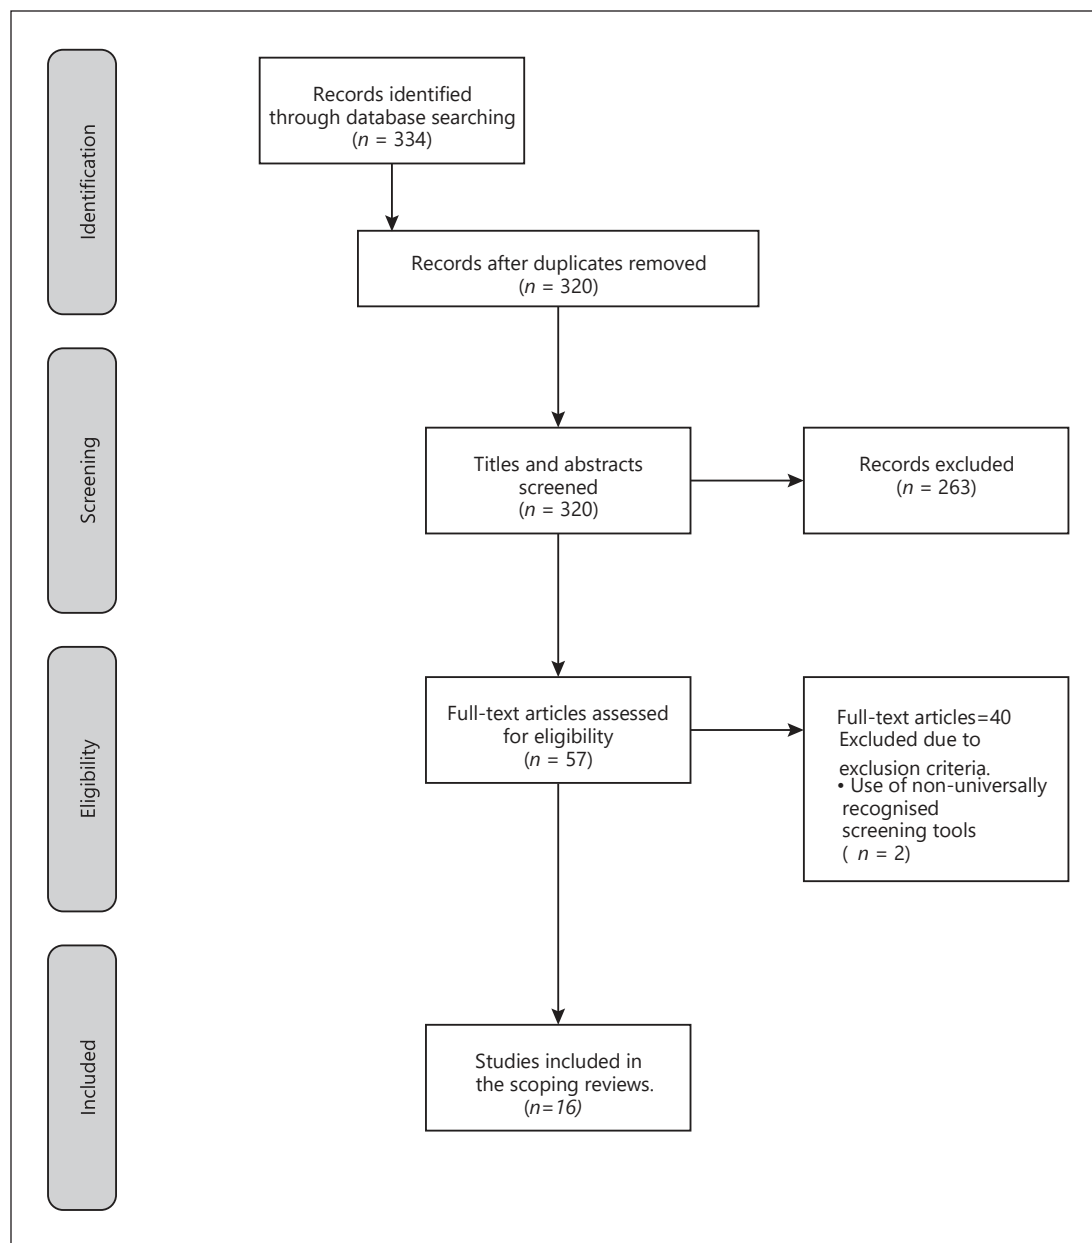 Identification
Records identified
through database searching
(n = 334)
Records after duplicates removed
(n = 320)
Screening
Titles and abstracts
screened
(n = 320)
Records excluded
(n = 263)
Eligibility
Full-text articles assessed
for eligibility
(n = 57)
Full-text articles=40
Excluded due to
exclusion criteria.
• Use of non-universally
recognised
screening tools
( n = 2)
Included
Studies included in
the scoping reviews.
(n=16)